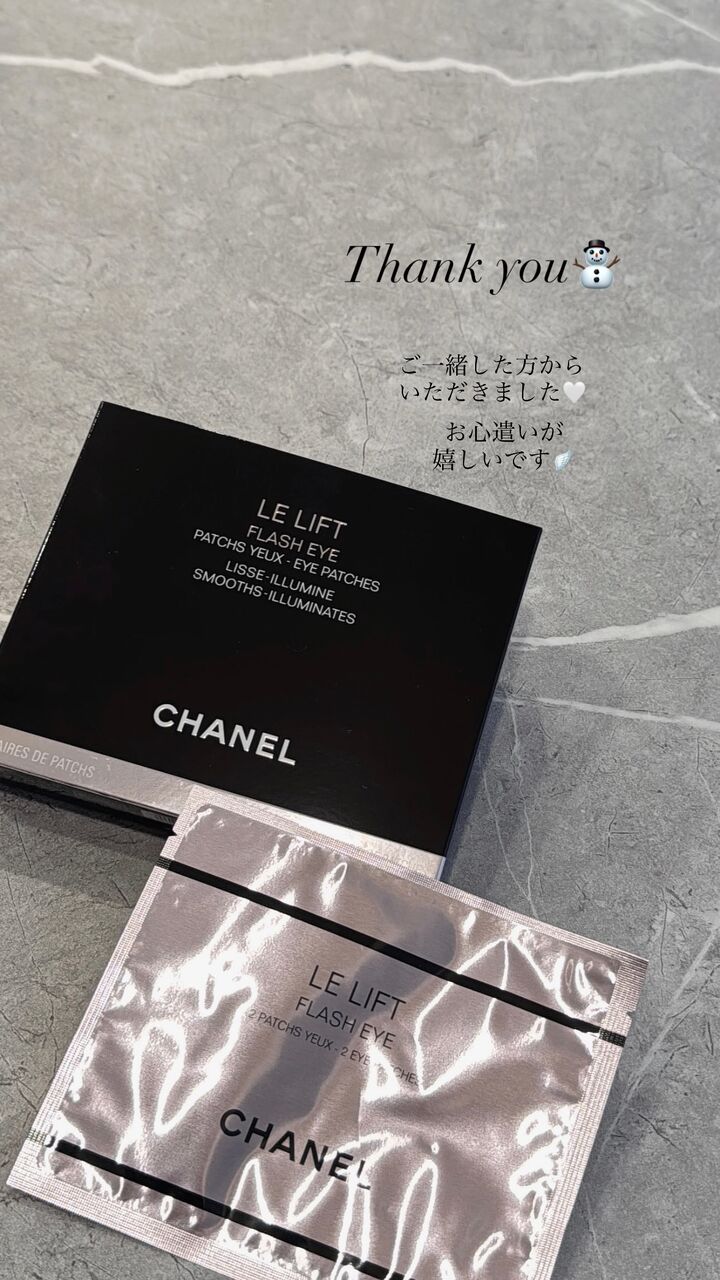 Thank you⛄
ご一緒した方から
いただきました🤍
お心遣いが
嬉しいです🪽
LE LIFT
FLASH EYE
PATCHS YEUX - EYE PATCHES
LISSE - ILLUMINE
SMOOTHS - ILLUMINATES
CHANEL
DE PATCHS
LE LIFT
FLASH EYE
2 PATCHS YEUX - 2 EYE PATCHES
CHANEL